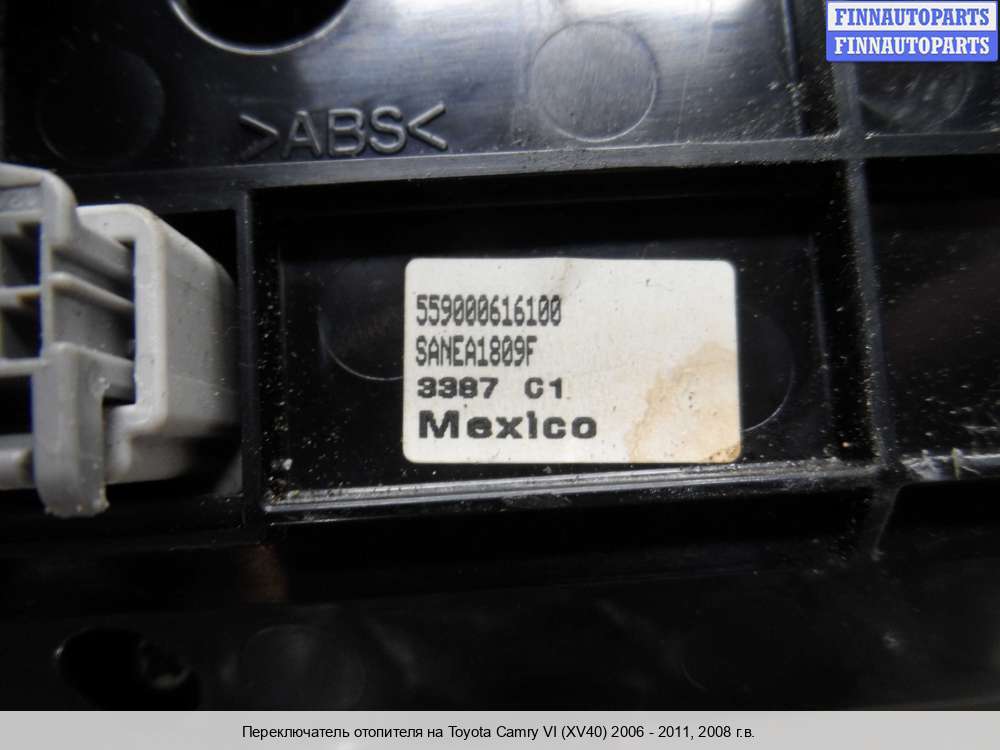 FINNAUTOPARTS
FINNAUTOPARTS
>ABS<
559000616100
SANEA1809F
3387 C1
Mexico
Переключатель отопителя на Toyota Camry VI (XV40) 2006 - 2011, 2008 г.в.